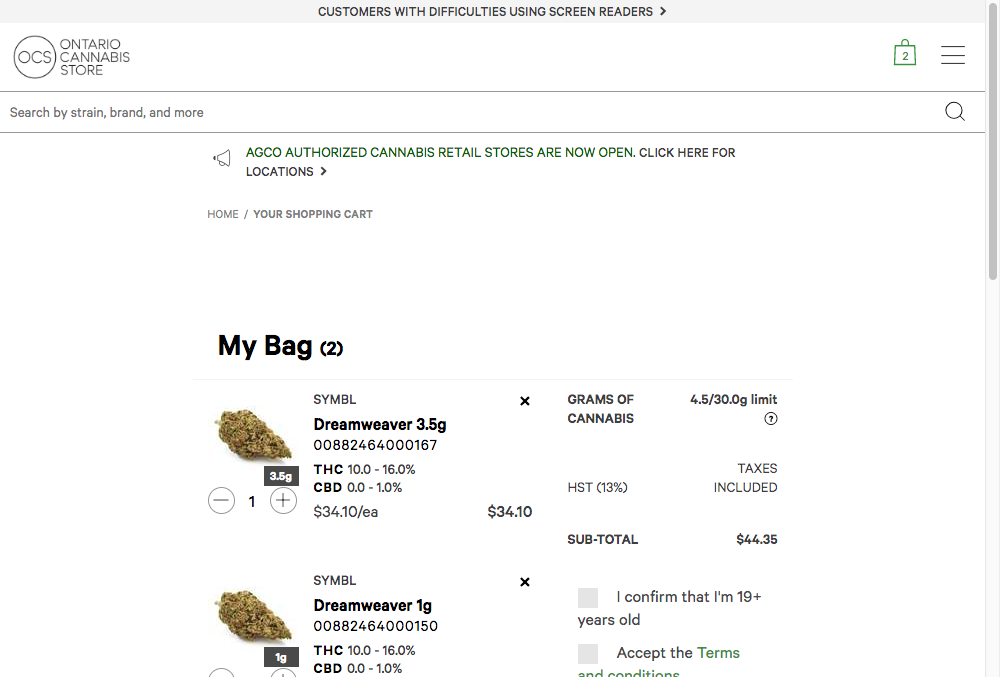 CUSTOMERS WITH DIFFICULTIES USING SCREEN READERS
OCS
ONTARIO
CANNABIS
STORE
2
Search by strain, brand, and more
AGCO AUTHORIZED CANNABIS RETAIL STORES ARE NOW OPEN. CLICK HERE FOR
LOCATIONS
HOME / YOUR SHOPPING CART
My Bag (2)
SYMBL
Dreamweaver 3.5g
00882464000167
THC 10.0 - 16.0%
CBD 0.0 - 1.0%
3.5g
1
$34.10/ea
$34.10
SYMBL
Dreamweaver 1g
00882464000150
THC 10.0 - 16.0%
CBD 0.0 - 1.0%
1g
GRAMS OF
CANNABIS
4.5/30.0g limit
?
HST (13%)
TAXES
INCLUDED
SUB-TOTAL
$44.35
I confirm that I'm 19+
years old
Accept the Terms
and conditions